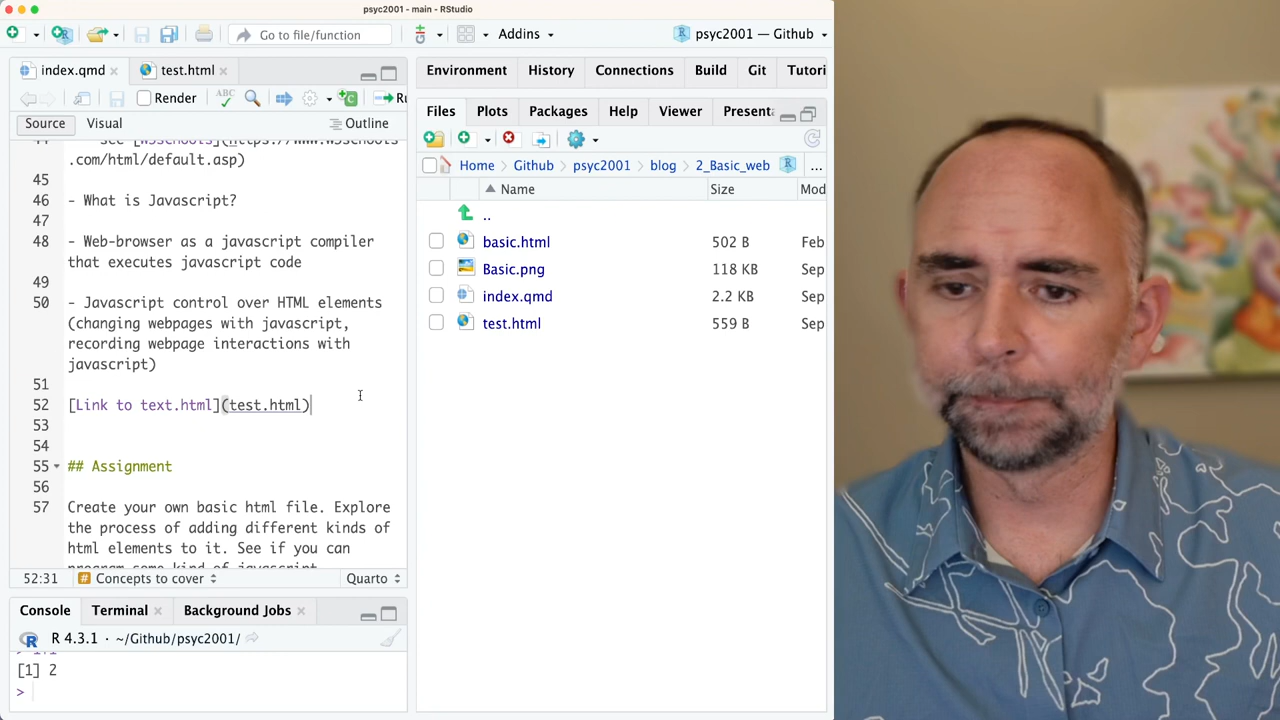 psyc2001 - main - RStudio
Go to file/function
Addins
psyc2001 — Github
index.qmd
test.html
Environment
History
Connections
Build
Git
Tutori
Render
ABC
Ru
Files
Plots
Packages
Help
Viewer
Present
Source
Visual
Outline
Home
Github
psyc2001
blog
2_Basic_web
...
Name
Size
Mod
..
basic.html 502 B Feb
Basic.png 118 KB Sep
index.qmd 2.2 KB Sep
test.html 559 B Sep
.com/html/default.asp)
45
46 - What is Javascript?
47
48 - Web-browser as a javascript compiler
that executes javascript code
49
50 - Javascript control over HTML elements
(changing webpages with javascript,
recording webpage interactions with
javascript)
51
52 [Link to text.html](test.html)
53
54
55 ## Assignment
56
57 Create your own basic html file. Explore
the process of adding different kinds of
html elements to it. See if you can
52:31
# Concepts to cover
Quarto
Console
Terminal
Background Jobs
R 4.3.1 · ~/Github/psyc2001/
[1] 2
>